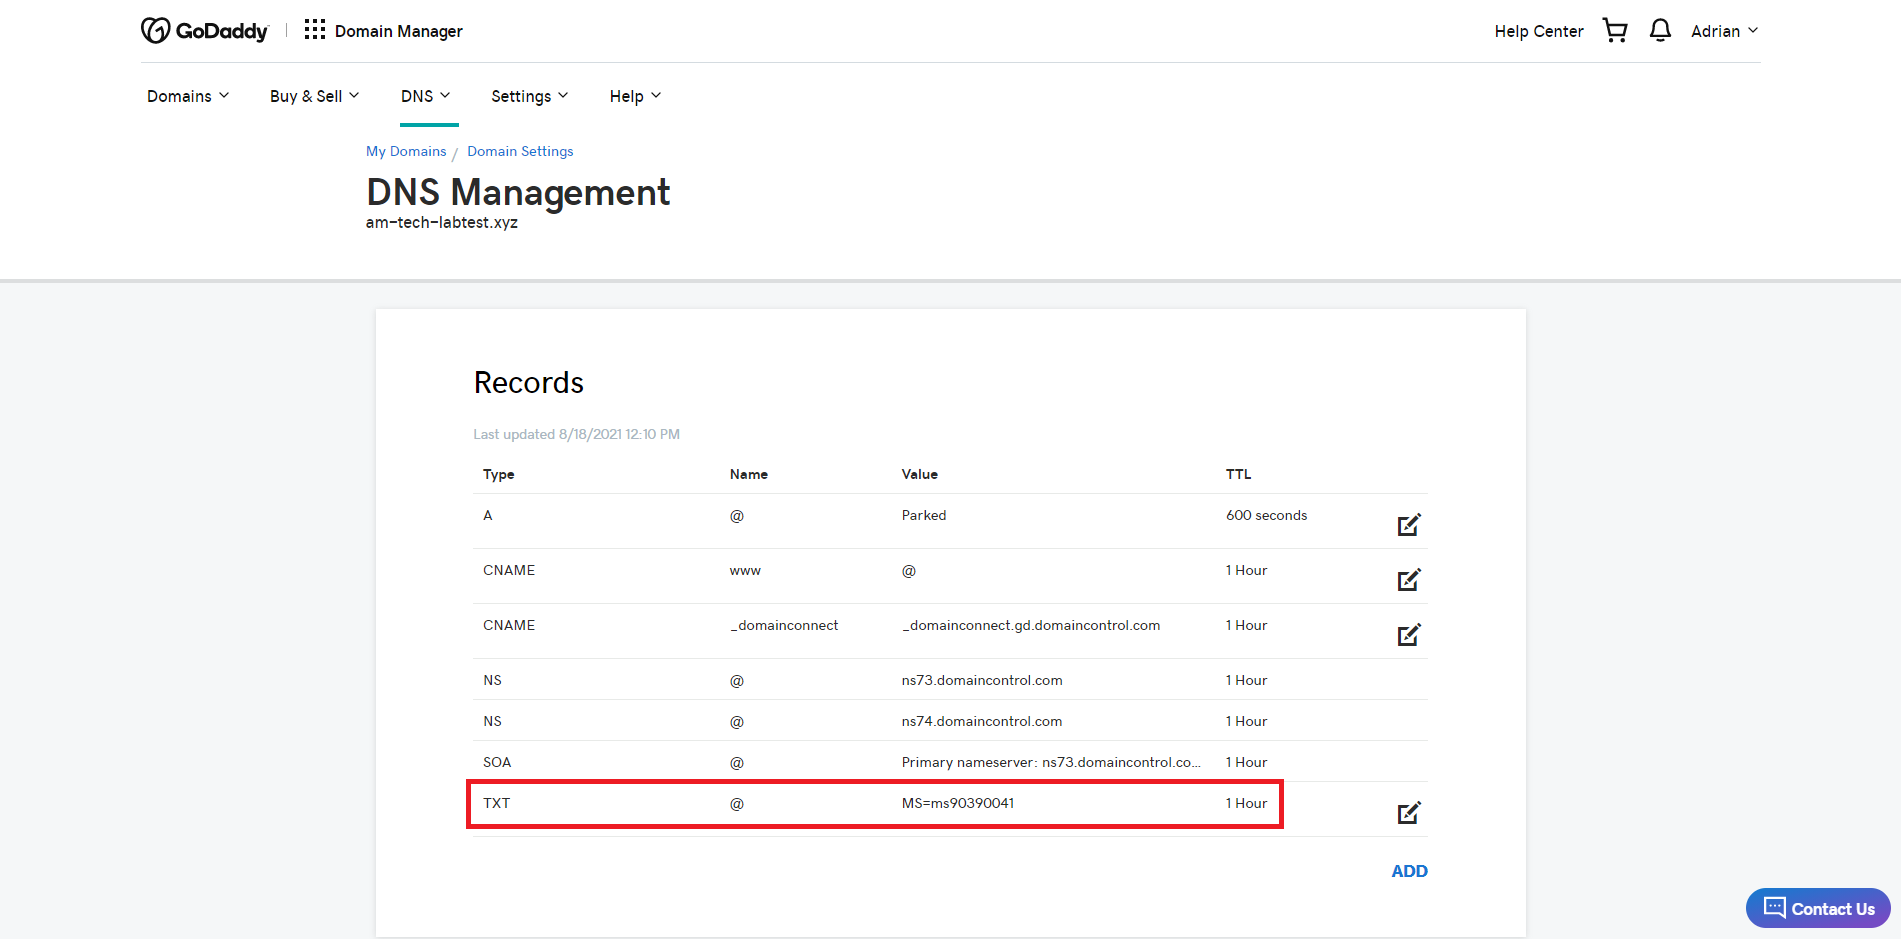 GoDaddy Domain Manager Help Center Adrian
Domains Buy & Sell DNS Settings Help
My Domains / Domain Settings
DNS Management
am-tech-labtest.xyz
Records
Last updated 8/18/2021 12:10 PM
Type Name Value TTL
A @ Parked 600 seconds
CNAME www @ 1 Hour
CNAME _domainconnect _domainconnect.gd.domaincontrol.com 1 Hour
NS @ ns73.domaincontrol.com 1 Hour
NS @ ns74.domaincontrol.com 1 Hour
SOA @ Primary nameserver: ns73.domaincontrol.co... 1 Hour
TXT @ MS=ms90390041 1 Hour
ADD
Contact Us